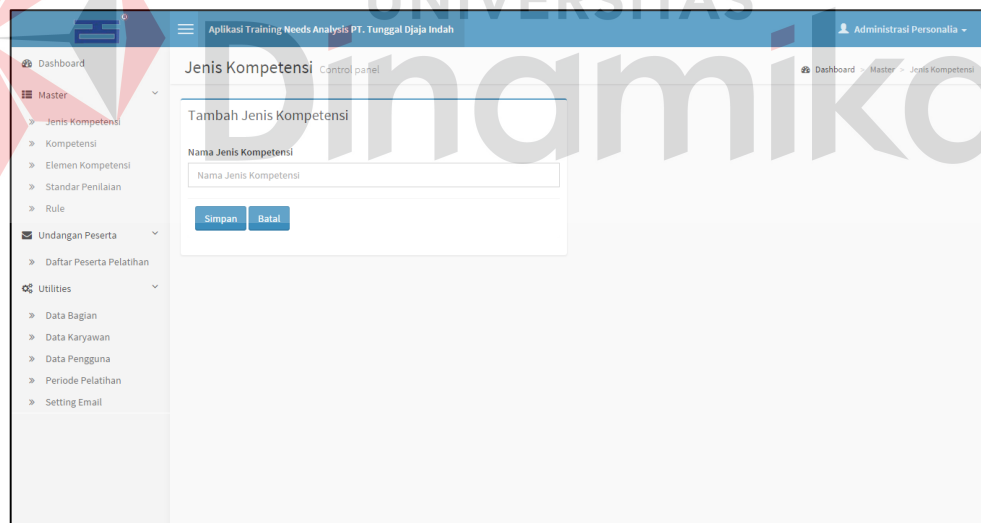 UNIVERSITAS
Dinamika
Aplikasi Training Needs Analysis PT. Tunggal Djaja Indah
Administrasi Personalia
Dashboard
Master
Jenis Kompetensi
Kompetensi
Elemen Kompetensi
Standar Penilaian
Rule
Undangan Peserta
Daftar Peserta Pelatihan
Utilities
Data Bagian
Data Karyawan
Data Pengguna
Periode Pelatihan
Setting Email
Jenis Kompetensi Control panel
Dashboard > Master > Jenis Kompetensi
Tambah Jenis Kompetensi
Nama Jenis Kompetensi
Nama Jenis Kompetensi
Simpan Batal